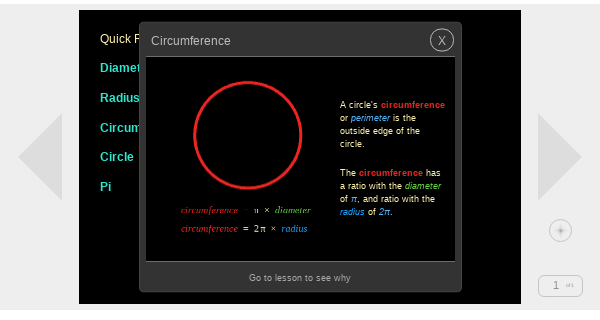 Quick
Circumference
X
Diamet
Radius
Circum
Circle
Pi
A circle's circumference
or perimeter is the
outside edge of the
circle.
The circumference has
a ratio with the diameter
of π, and ratio with the
radius of 2π.
circumference = π × diameter
circumference = 2π × radius
Go to lesson to see why
1